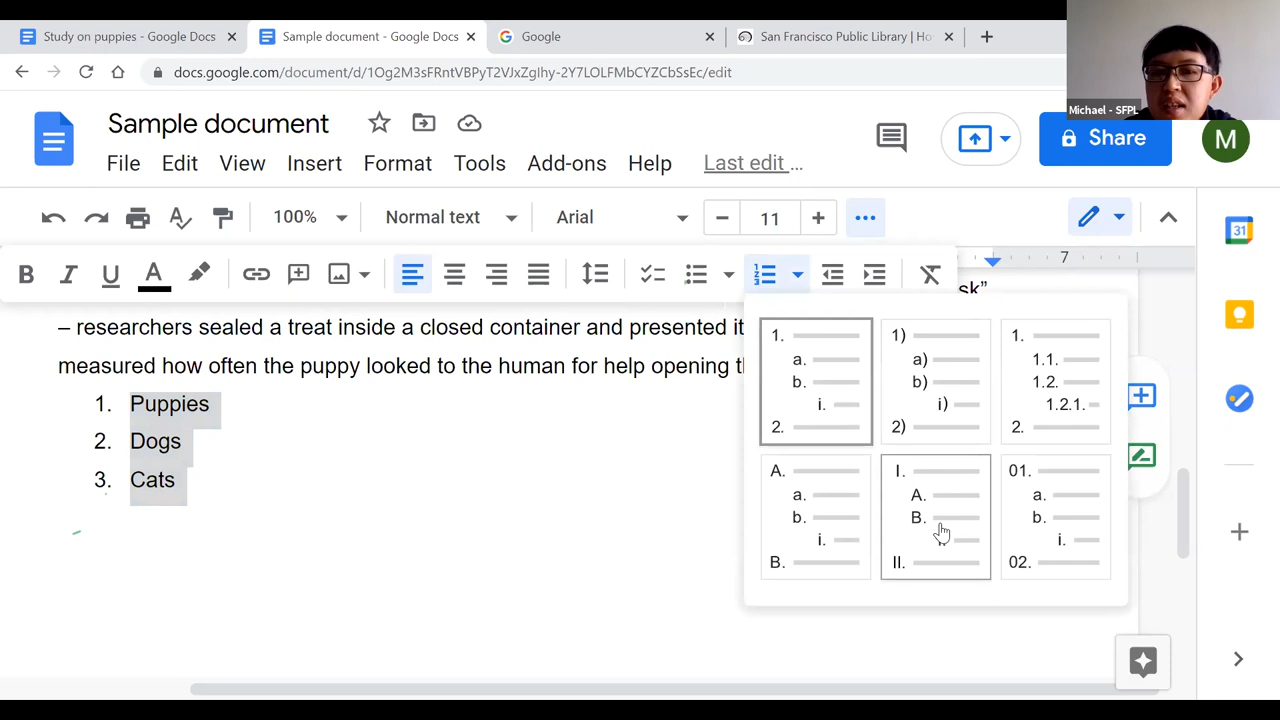 Study on puppies - Google Docs
Sample document - Google Docs
Google
San Francisco Public Library | Ho
docs.google.com/document/d/1Og2M3sFRntVBPyT2VJxZgIhy-2Y7LOLFMbCYZCbSsEc/edit
Michael - SFPL
Sample document
Share
M
File Edit View Insert Format Tools Add-ons Help Last edit ...
100% Normal text Arial 11
B I U A
7
31
sk”
– researchers sealed a treat inside a closed container and presented it
measured how often the puppy looked to the human for help opening th
1. Puppies
2. Dogs
3. Cats
1.
a.
b.
i.
2.
1)
a)
b)
i)
2)
1.
1.1.
1.2.
1.2.1.
2.
A.
a.
b.
i.
B.
I.
A.
B.
II.
01.
a.
b.
i.
02.